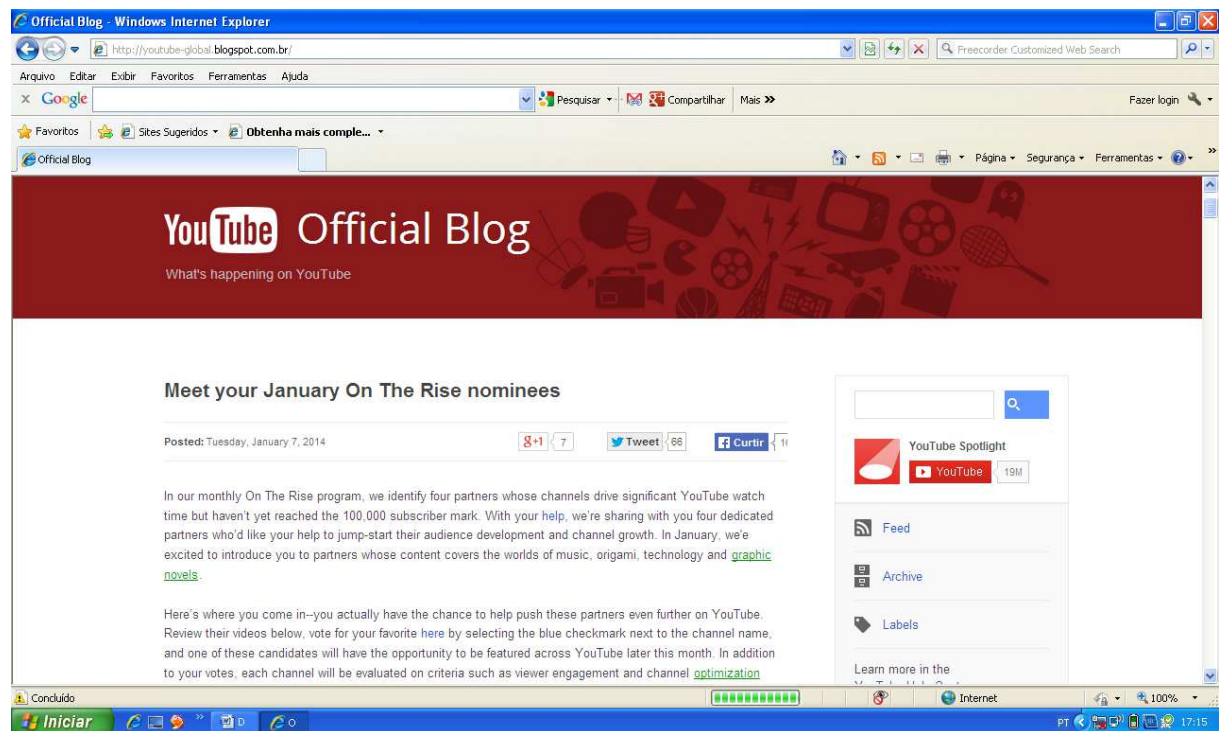 Official Blog - Windows Internet Explorer
http://youtube-global.blogspot.com.br/
Freecorder Customized Web Search
Arquivo Editar Exibir Favoritos Ferramentas Ajuda
x Google Pesquisar Compartilhar Mais »
Fazer login
Favoritos Sites Sugeridos Obtenha mais comple...
Official Blog
Página Segurança Ferramentas »
YouTube Official Blog
What's happening on YouTube
Meet your January On The Rise nominees
Posted: Tuesday, January 7, 2014
g+1 7 Tweet 66 Curtir
In our monthly On The Rise program, we identify four partners whose channels drive significant YouTube watch
time but haven't yet reached the 100,000 subscriber mark. With your help, we're sharing with you four dedicated
partners who'd like your help to jump-start their audience development and channel growth. In January, we'e
excited to introduce you to partners whose content covers the worlds of music, origami, technology and graphic
novels.
Here's where you come in--you actually have the chance to help push these partners even further on YouTube.
Review their videos below, vote for your favorite here by selecting the blue checkmark next to the channel name,
and one of these candidates will have the opportunity to be featured across YouTube later this month. In addition
to your votes, each channel will be evaluated on criteria such as viewer engagement and channel optimization
YouTube Spotlight
YouTube 19M
Feed
Archive
Labels
Learn more in the
Concluído
Internet
100%
Iniciar » D O
PT 17:15